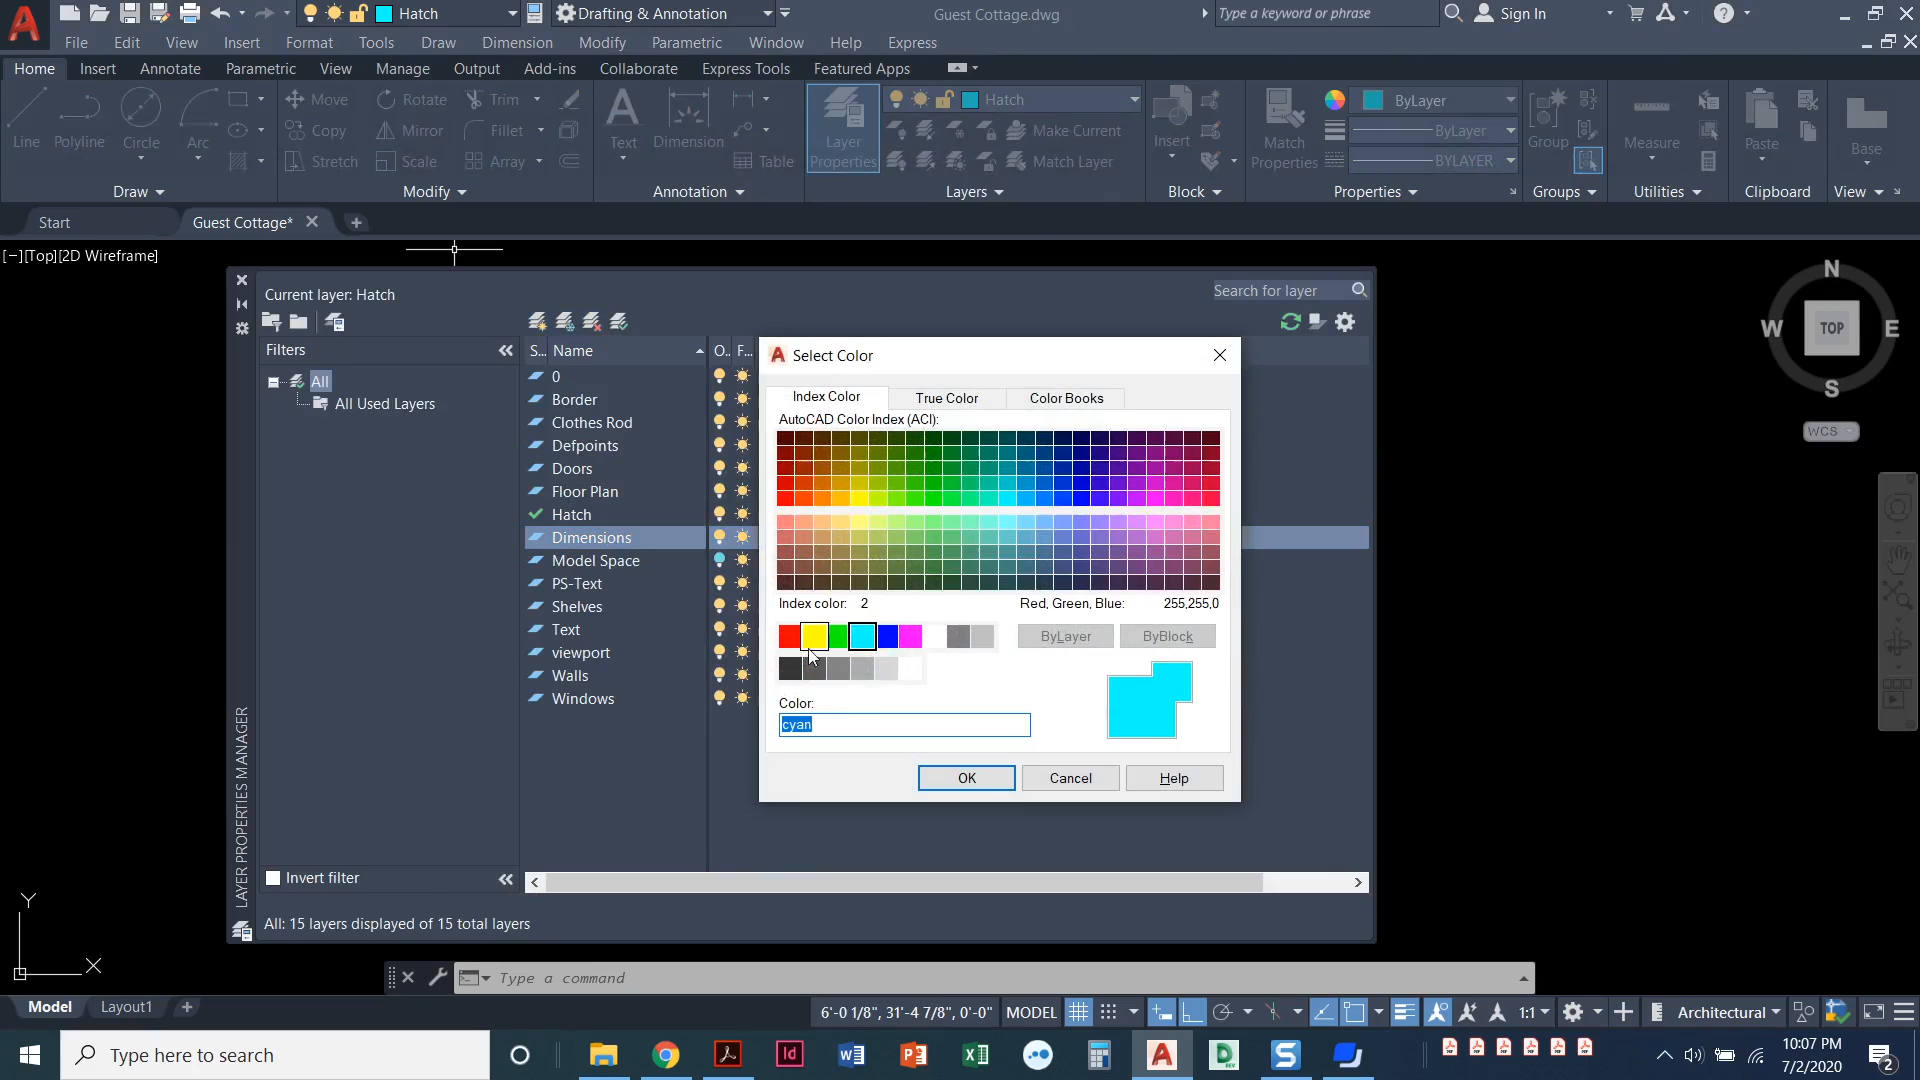 Hatch
Drafting & Annotation
Guest Cottage.dwg
Type a keyword or phrase
Sign In
File Edit View Insert Format Tools Draw Dimension Modify Parametric Window Help Express
Home Insert Annotate Parametric View Manage Output Add-ins Collaborate Express Tools Featured Apps
Line Polyline Circle Arc
Move Rotate Trim
Copy Mirror Fillet
Stretch Scale Array
Text Dimension Table
Layer Properties
Hatch
Make Current
Match Layer
Insert
Match Properties
ByLayer
ByLayer
BYLAYER
Group Measure Paste Base
Draw Modify Annotation Layers Block Properties Groups Utilities Clipboard View
Start
Guest Cottage*
[−][Top][2D Wireframe]
N
W TOP E
S
WCS
Current layer: Hatch
Search for layer
Filters
S.. Name O.. F...
All
All Used Layers
0
Border
Clothes Rod
Defpoints
Doors
Floor Plan
Hatch
Dimensions
Model Space
PS-Text
Shelves
Text
viewport
Walls
Windows
LAYER PROPERTIES MANAGER
Invert filter
All: 15 layers displayed of 15 total layers
Select Color
Index Color True Color Color Books
AutoCAD Color Index (ACI):
Index color: 2 Red, Green, Blue: 255,255,0
ByLayer ByBlock
Color:
cyan
OK Cancel Help
Y
X
Type a command
Model Layout1
6'-0 1/8", 31'-4 7/8", 0'-0" MODEL 1:1 Architectural
Type here to search
10:07 PM
7/2/2020
2